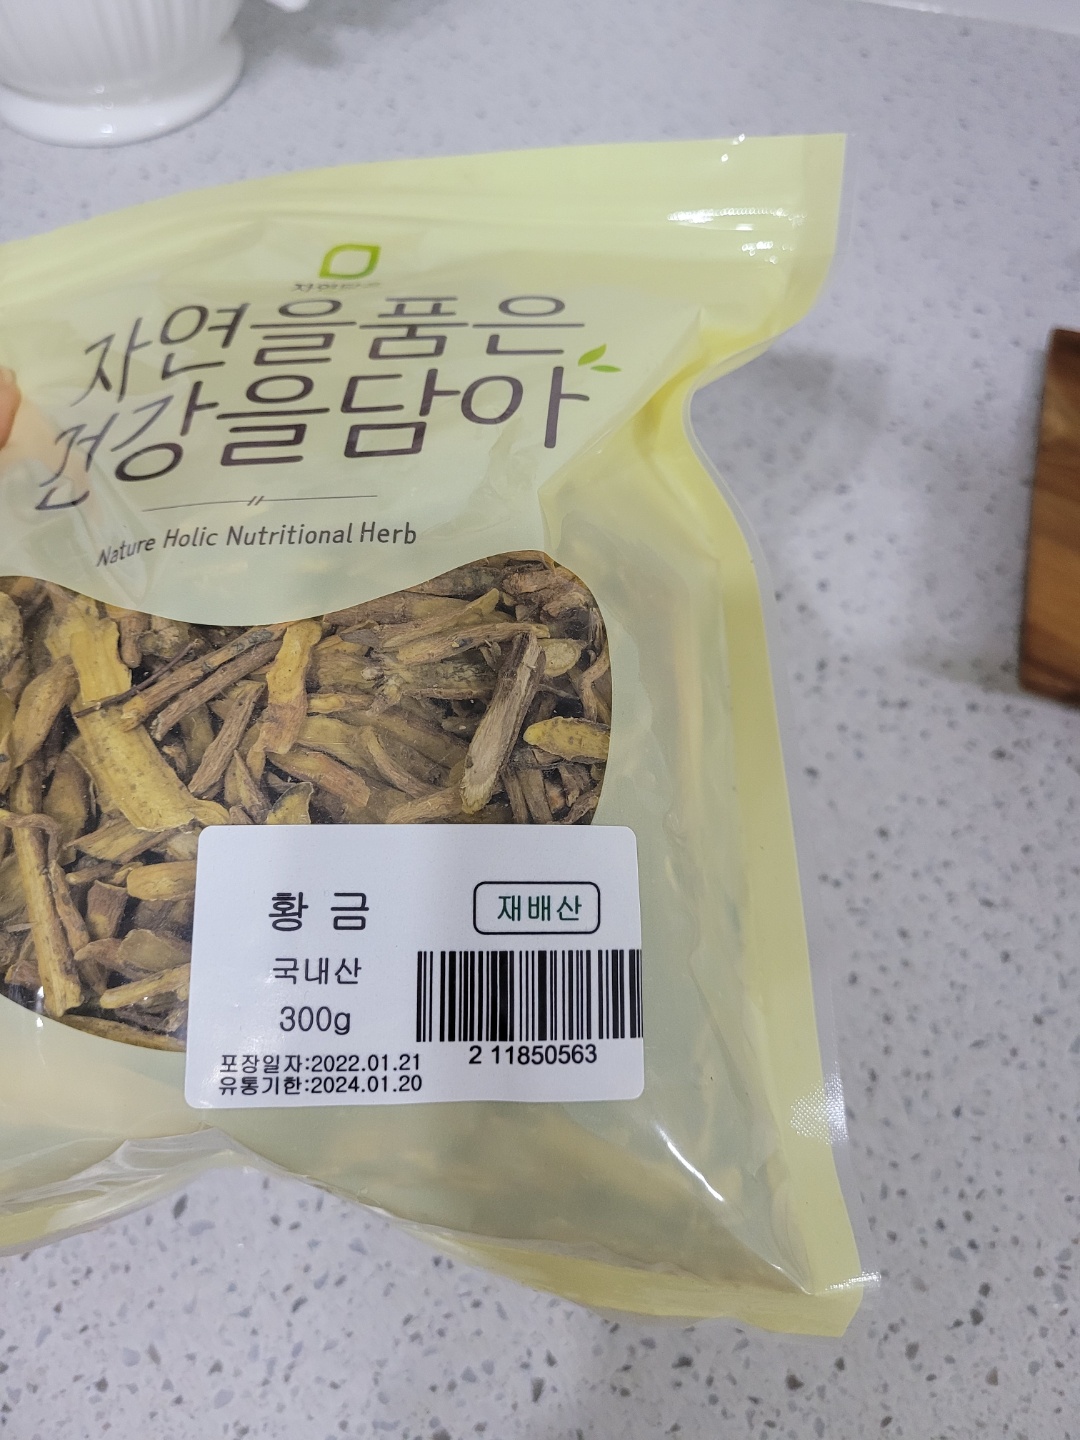 자연을품은
건강을담아
Nature Holic Nutritional Herb
황 금
재배산
국내산
300g
포장일자:2022.01.21
유통기한:2024.01.20
2 11850563